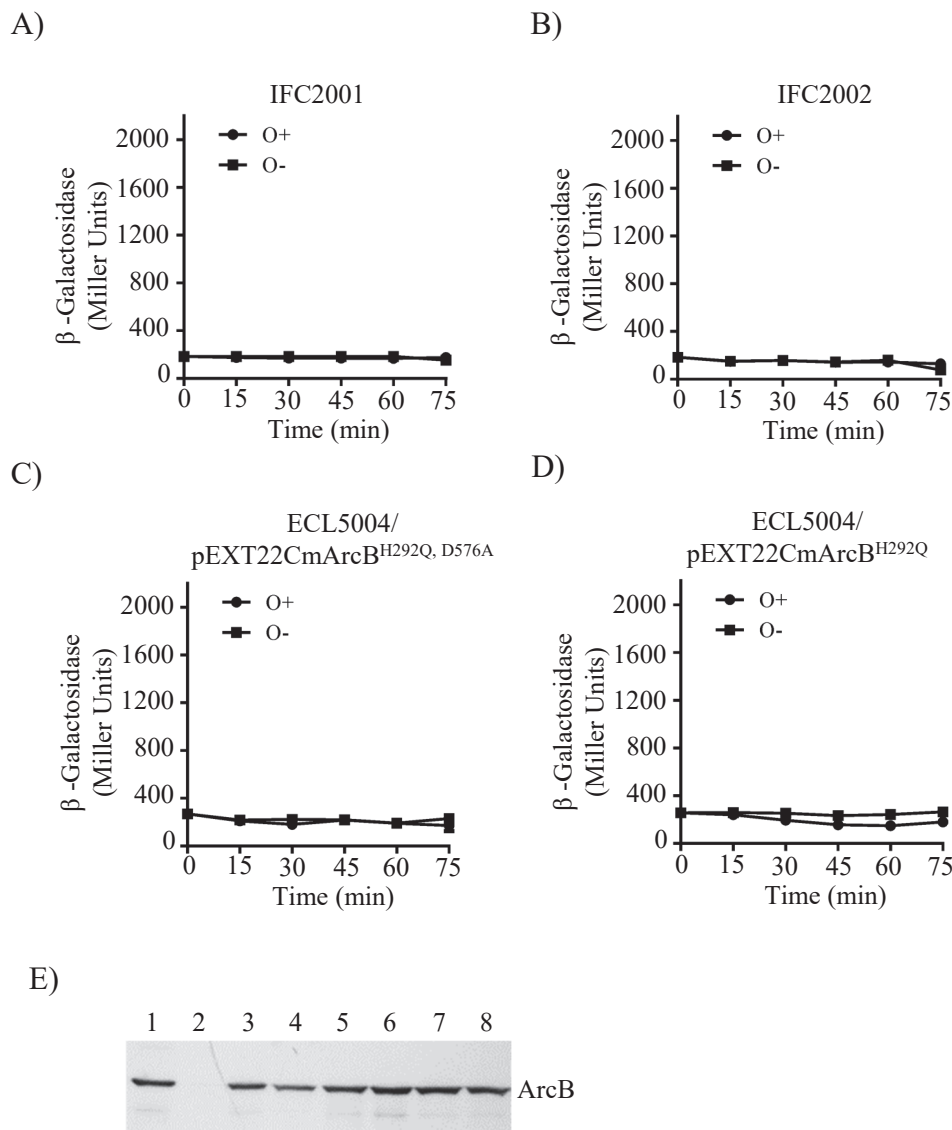 A)
IFC2001
O+
O-
β -Galactosidase
(Miller Units)
2000
1600
1200
800
400
0
0 15 30 45 60 75
Time (min)
B)
IFC2002
O+
O-
β -Galactosidase
(Miller Units)
2000
1600
1200
800
400
0
0 15 30 45 60 75
Time (min)
C)
ECL5004/
pEXT22CmArcB^H292Q, D576A
O+
O-
β -Galactosidase
(Miller Units)
2000
1600
1200
800
400
0
0 15 30 45 60 75
Time (min)
D)
ECL5004/
pEXT22CmArcB^H292Q
O+
O-
β -Galactosidase
(Miller Units)
2000
1600
1200
800
400
0
0 15 30 45 60 75
Time (min)
E)
1 2 3 4 5 6 7 8
ArcB